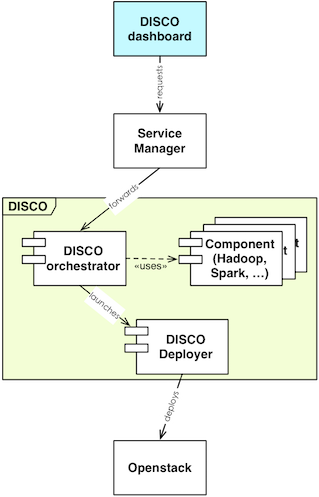 DISCO
dashboard
requests
Service
Manager
forwards
DISCO
DISCO
orchestrator
«uses»
Component
(Hadoop,
Spark, ...)
t
t
launches
DISCO
Deployer
deploys
Openstack